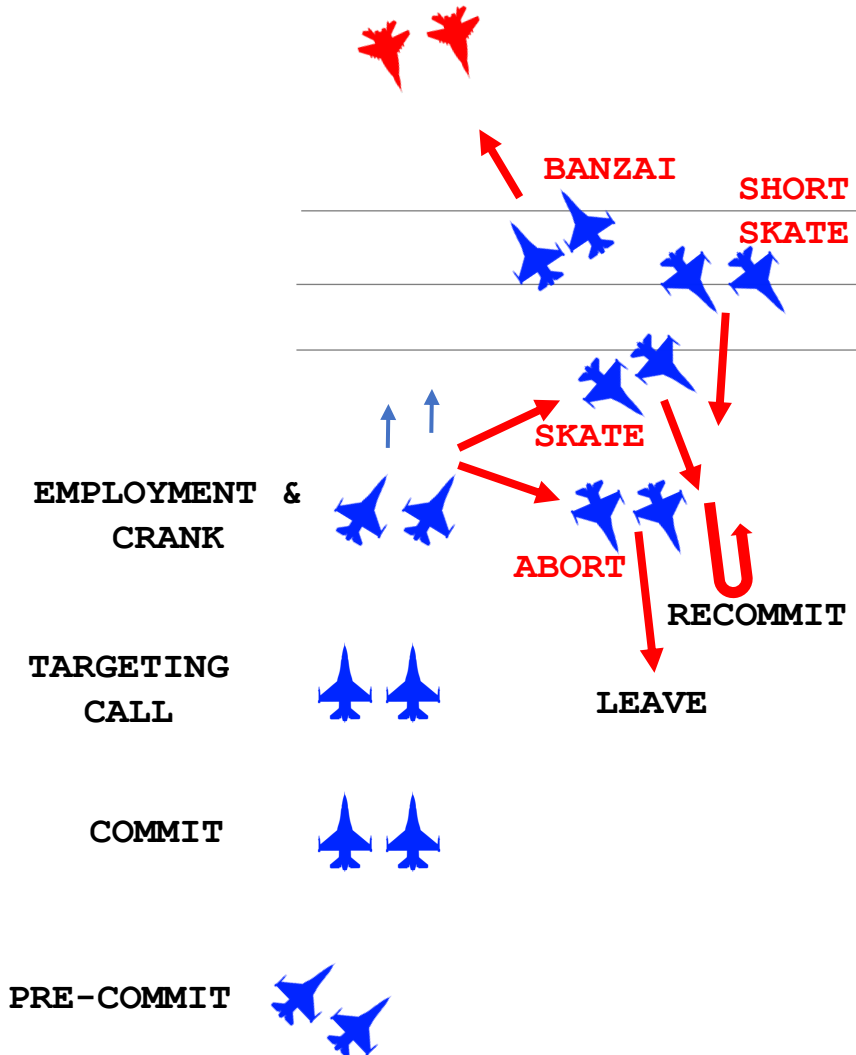 BANZAI
SHORT
SKATE
SKATE
EMPLOYMENT &
CRANK
ABORT
RECOMMIT
TARGETING
CALL
LEAVE
COMMIT
PRE-COMMIT